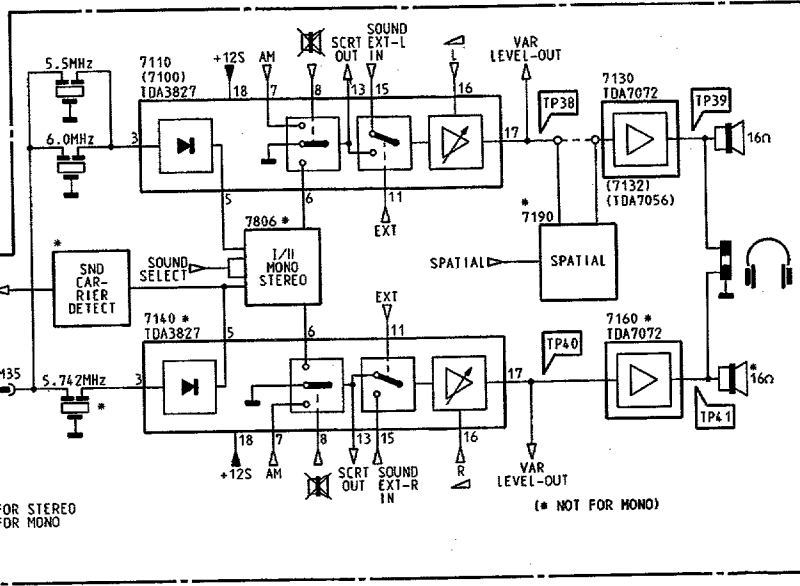 5.5MHz
7110
(7100)
TDA3827
+12S
AM
SCRT
OUT
SOUND
EXT-L
IN
L
VAR
LEVEL-OUT
TP38
7130
TDA7072
TP39
18
7
8
13
15
16
6.0MHz
3
17
16Ω
5
6
11
(7132)
(TDA7056)
EXT
*
7190
7806 *
I/II
MONO
STEREO
SOUND
SELECT
SPATIAL
SPATIAL
*
SND
CAR-
RIER
DETECT
7140 *
TDA3827
5
6
EXT
11
TP40
7160 *
TDA7072
M35
5.742MHz
*
3
17
*
16Ω
TP41
18
7
8
13
15
16
+12S
AM
SCRT
OUT
SOUND
EXT-R
IN
R
VAR
LEVEL-OUT
(* NOT FOR MONO)
FOR STEREO
FOR MONO